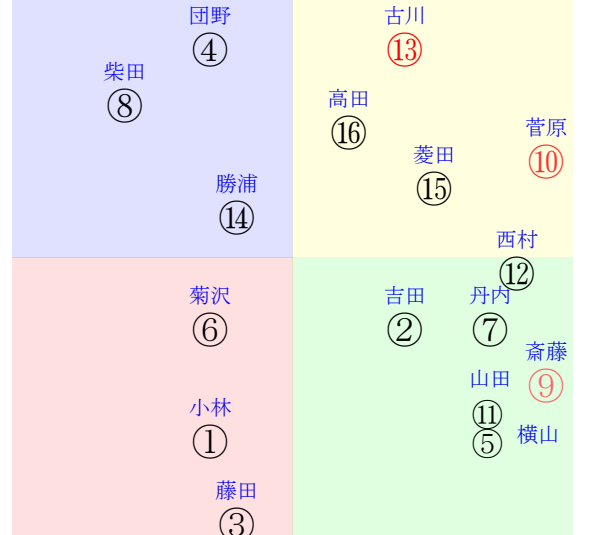 団野
④
古川
⑬
柴田
⑧
高田
⑯
菅原
⑩
菱田
⑮
勝浦
⑭
西村
⑫
菊沢
⑥
吉田
②
丹内
⑦
斎藤
⑨
山田
⑪
小林
①
横山
⑤
藤田
③